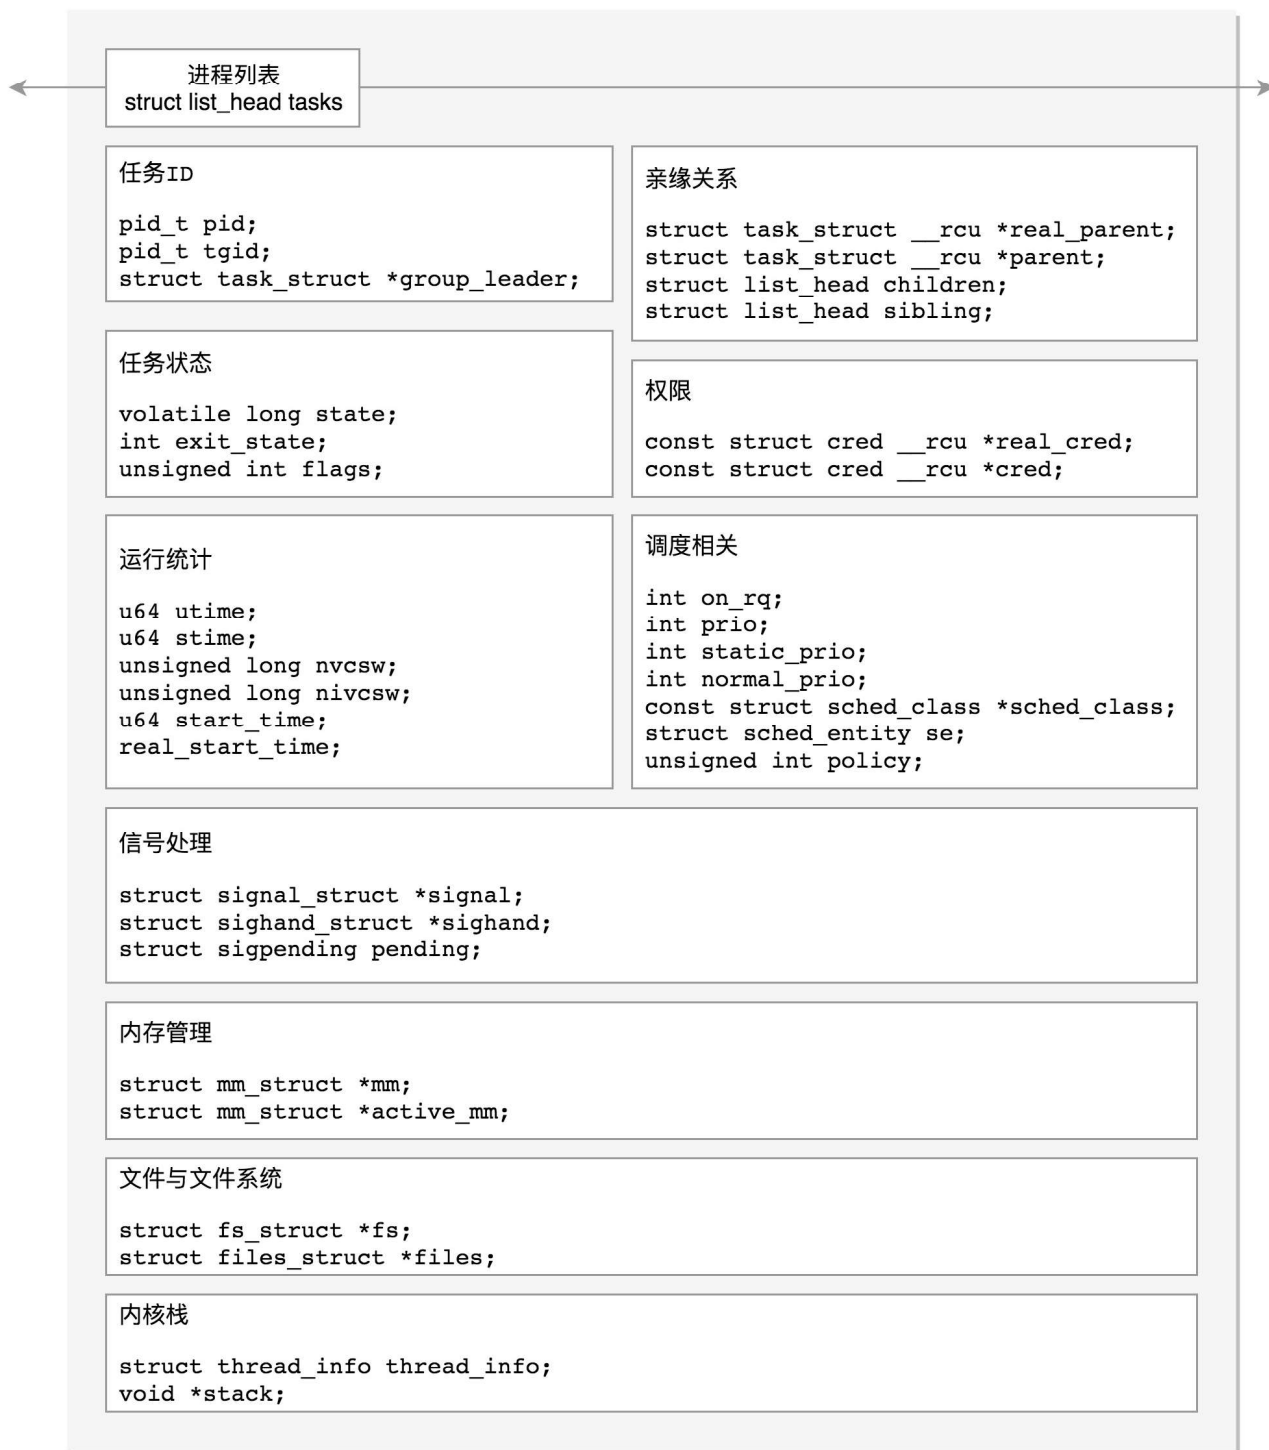 进程列表
struct list_head tasks
任务ID
pid_t pid;
pid_t tgid;
struct task_struct *group_leader;
亲缘关系
struct task_struct __rcu *real_parent;
struct task_struct __rcu *parent;
struct list_head children;
struct list_head sibling;
任务状态
volatile long state;
int exit_state;
unsigned int flags;
权限
const struct cred __rcu *real_cred;
const struct cred __rcu *cred;
运行统计
u64 utime;
u64 stime;
unsigned long nvcsw;
unsigned long nivcsw;
u64 start_time;
real_start_time;
调度相关
int on_rq;
int prio;
int static_prio;
int normal_prio;
const struct sched_class *sched_class;
struct sched_entity se;
unsigned int policy;
信号处理
struct signal_struct *signal;
struct sighand_struct *sighand;
struct sigpending pending;
内存管理
struct mm_struct *mm;
struct mm_struct *active_mm;
文件与文件系统
struct fs_struct *fs;
struct files_struct *files;
内核栈
struct thread_info thread_info;
void *stack;